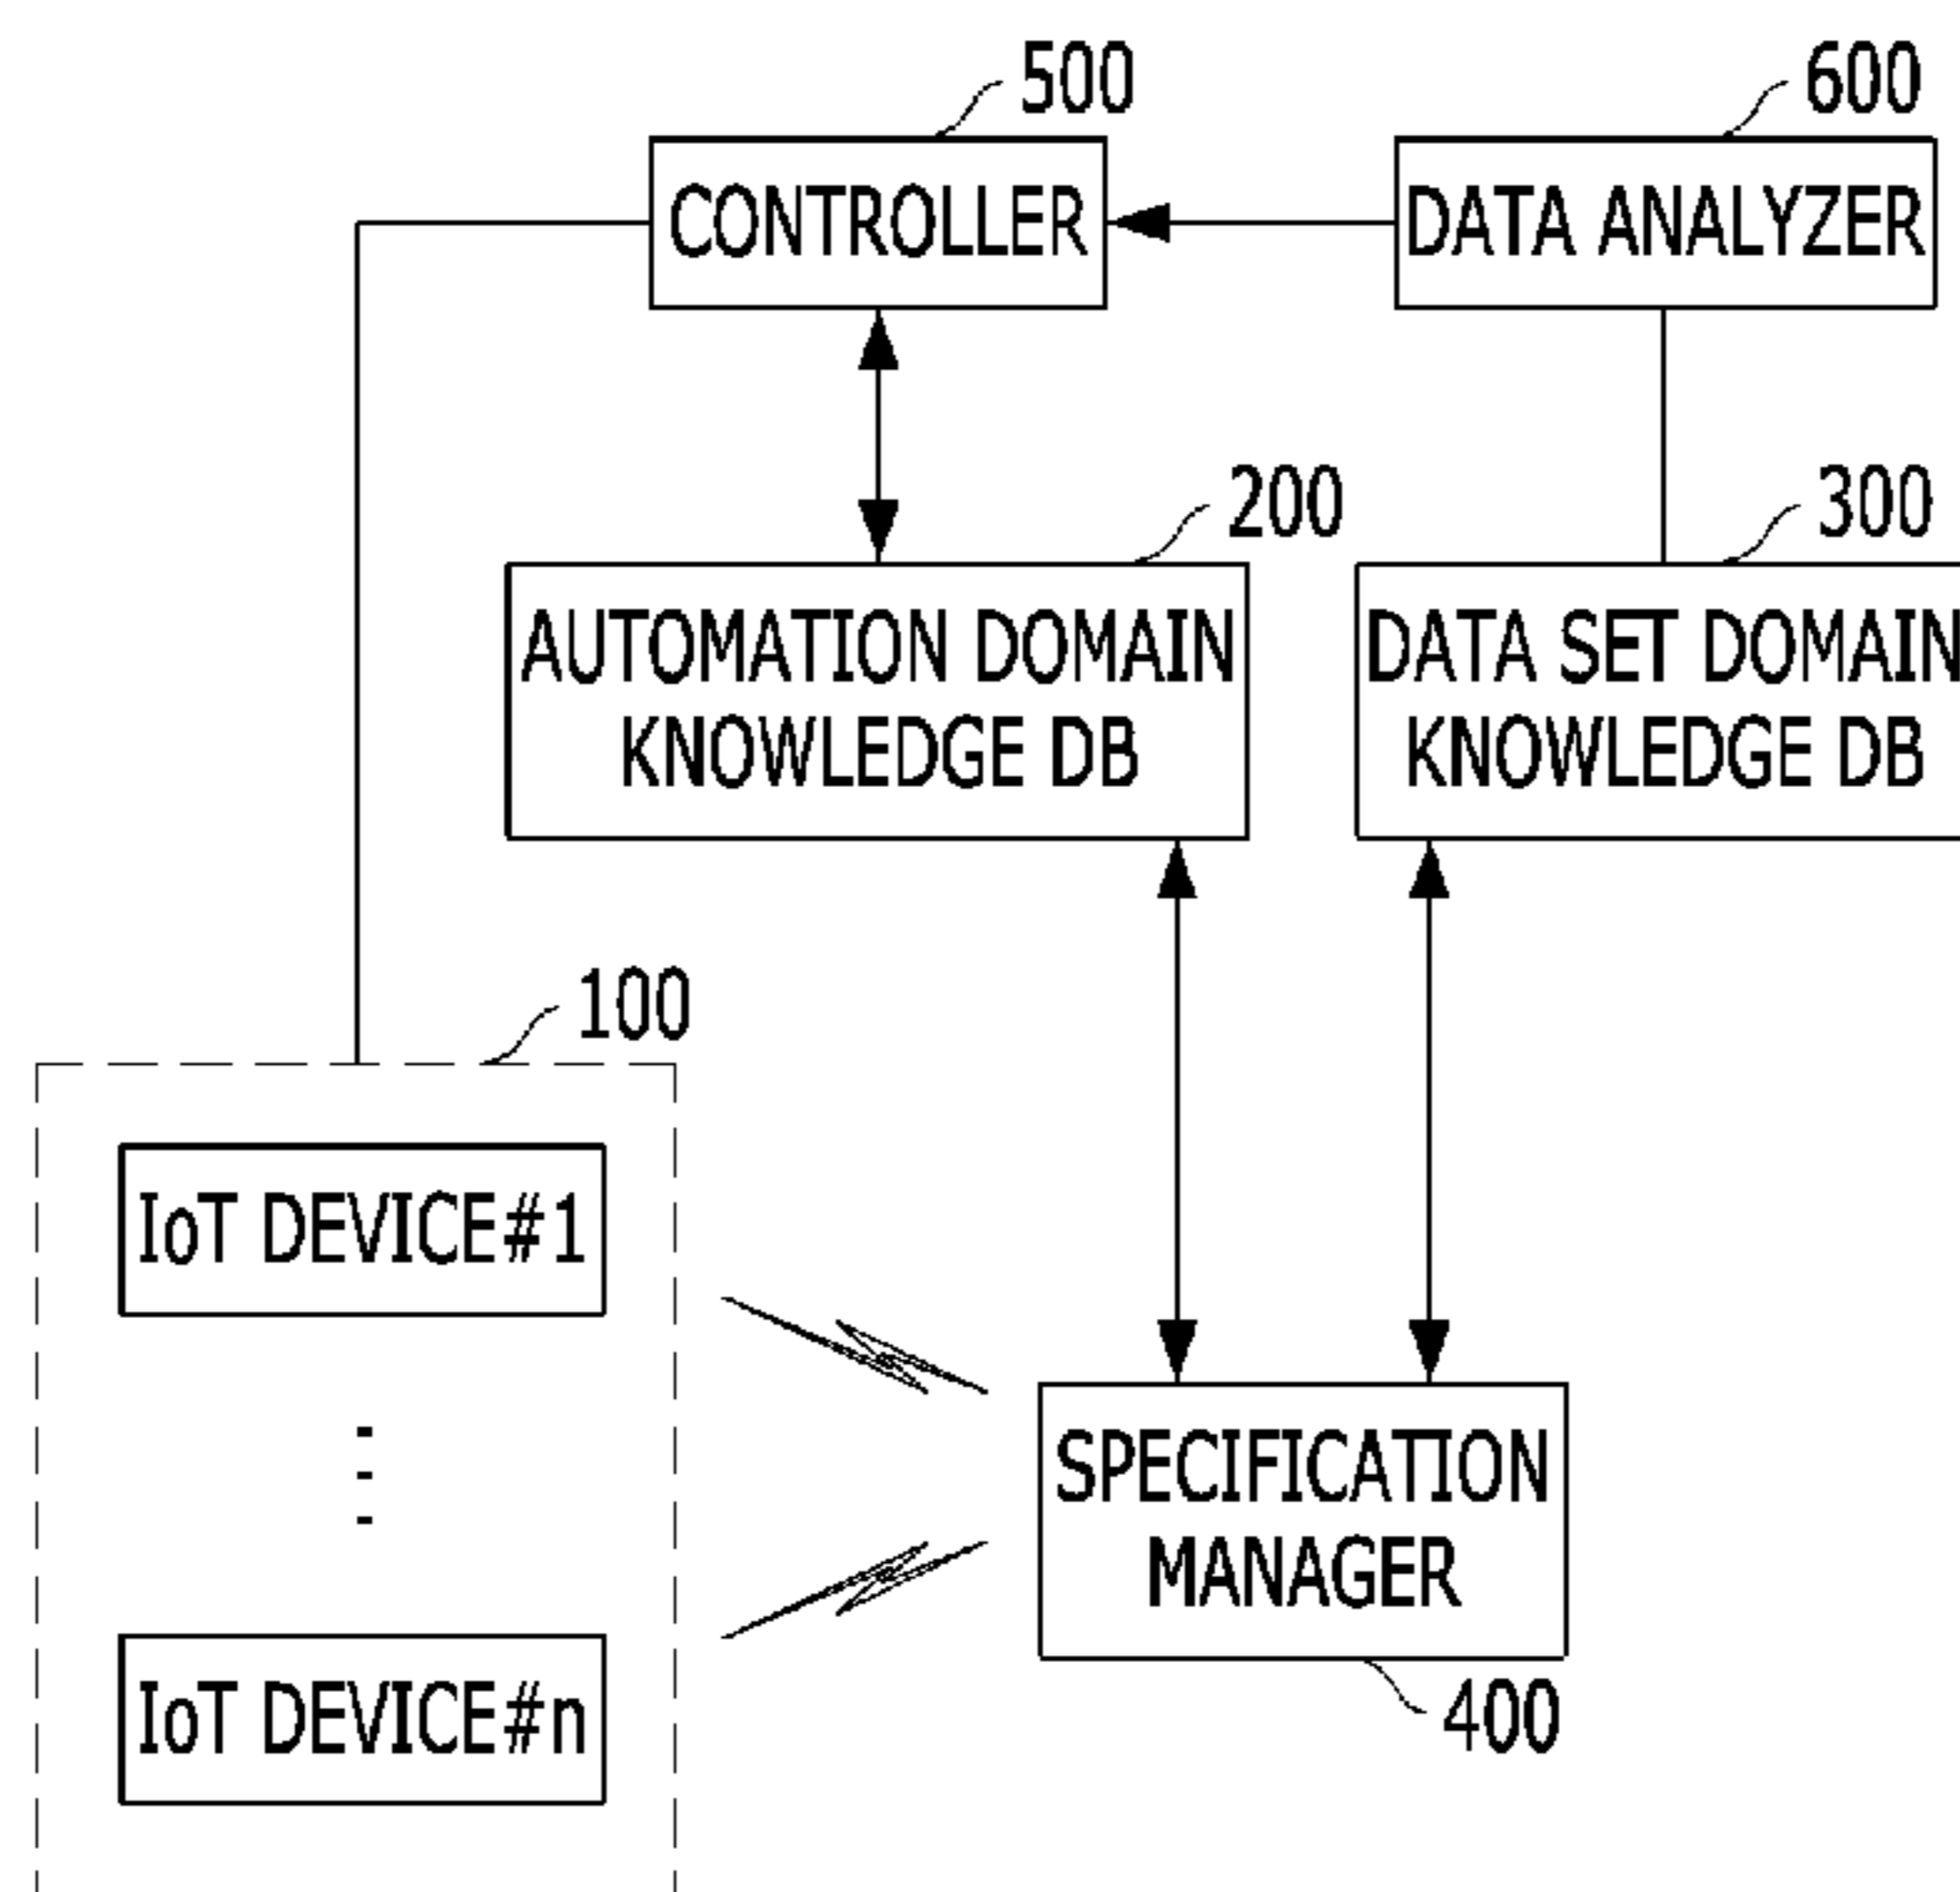 500
600
CONTROLLER
DATA ANALYZER
200
300
AUTOMATION DOMAIN
KNOWLEDGE DB
DATA SET DOMAIN
KNOWLEDGE DB
100
IoT DEVICE#1
SPECIFICATION
MANAGER
IoT DEVICE#n
400